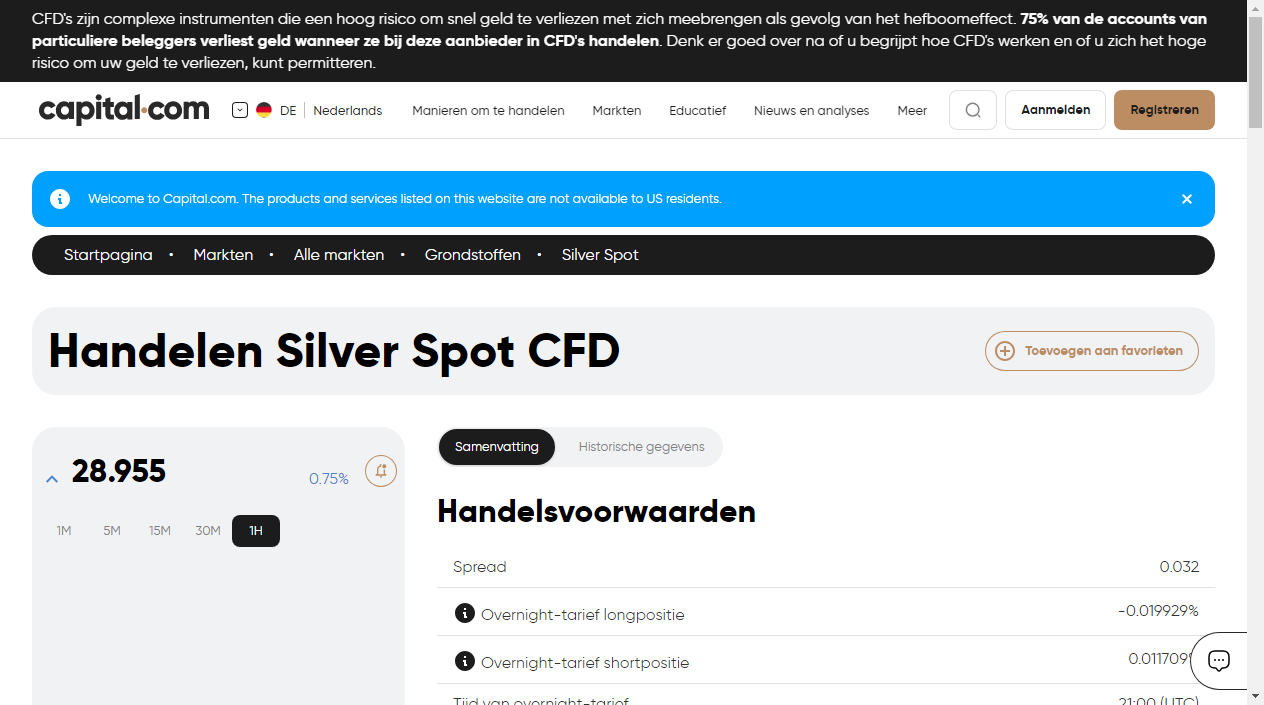 CFD's zijn complexe instrumenten die een hoog risico om snel geld te verliezen met zich meebrengen als gevolg van het hefboomeffect. 75% van de accounts van
particuliere beleggers verliest geld wanneer ze bij deze aanbieder in CFD's handelen. Denk er goed over na of u begrijpt hoe CFD's werken en of u zich het hoge
risico om uw geld te verliezen, kunt permitteren.
capital.com DE Nederlands Manieren om te handelen Markten Educatief Nieuws en analyses Meer Aanmelden Registreren
Welcome to Capital.com. The products and services listed on this website are not available to US residents.
Startpagina • Markten • Alle markten • Grondstoffen • Silver Spot
Handelen Silver Spot CFD
Toevoegen aan favorieten
28.955 0.75%
1M 5M 15M 30M 1H
Samenvatting Historische gegevens
Handelsvoorwaarden
Spread 0.032
Overnight-tarief longpositie -0.019929%
Overnight-tarief shortpositie 0.011709%
Tijd van overnight-tarief 21:00 (UTC)